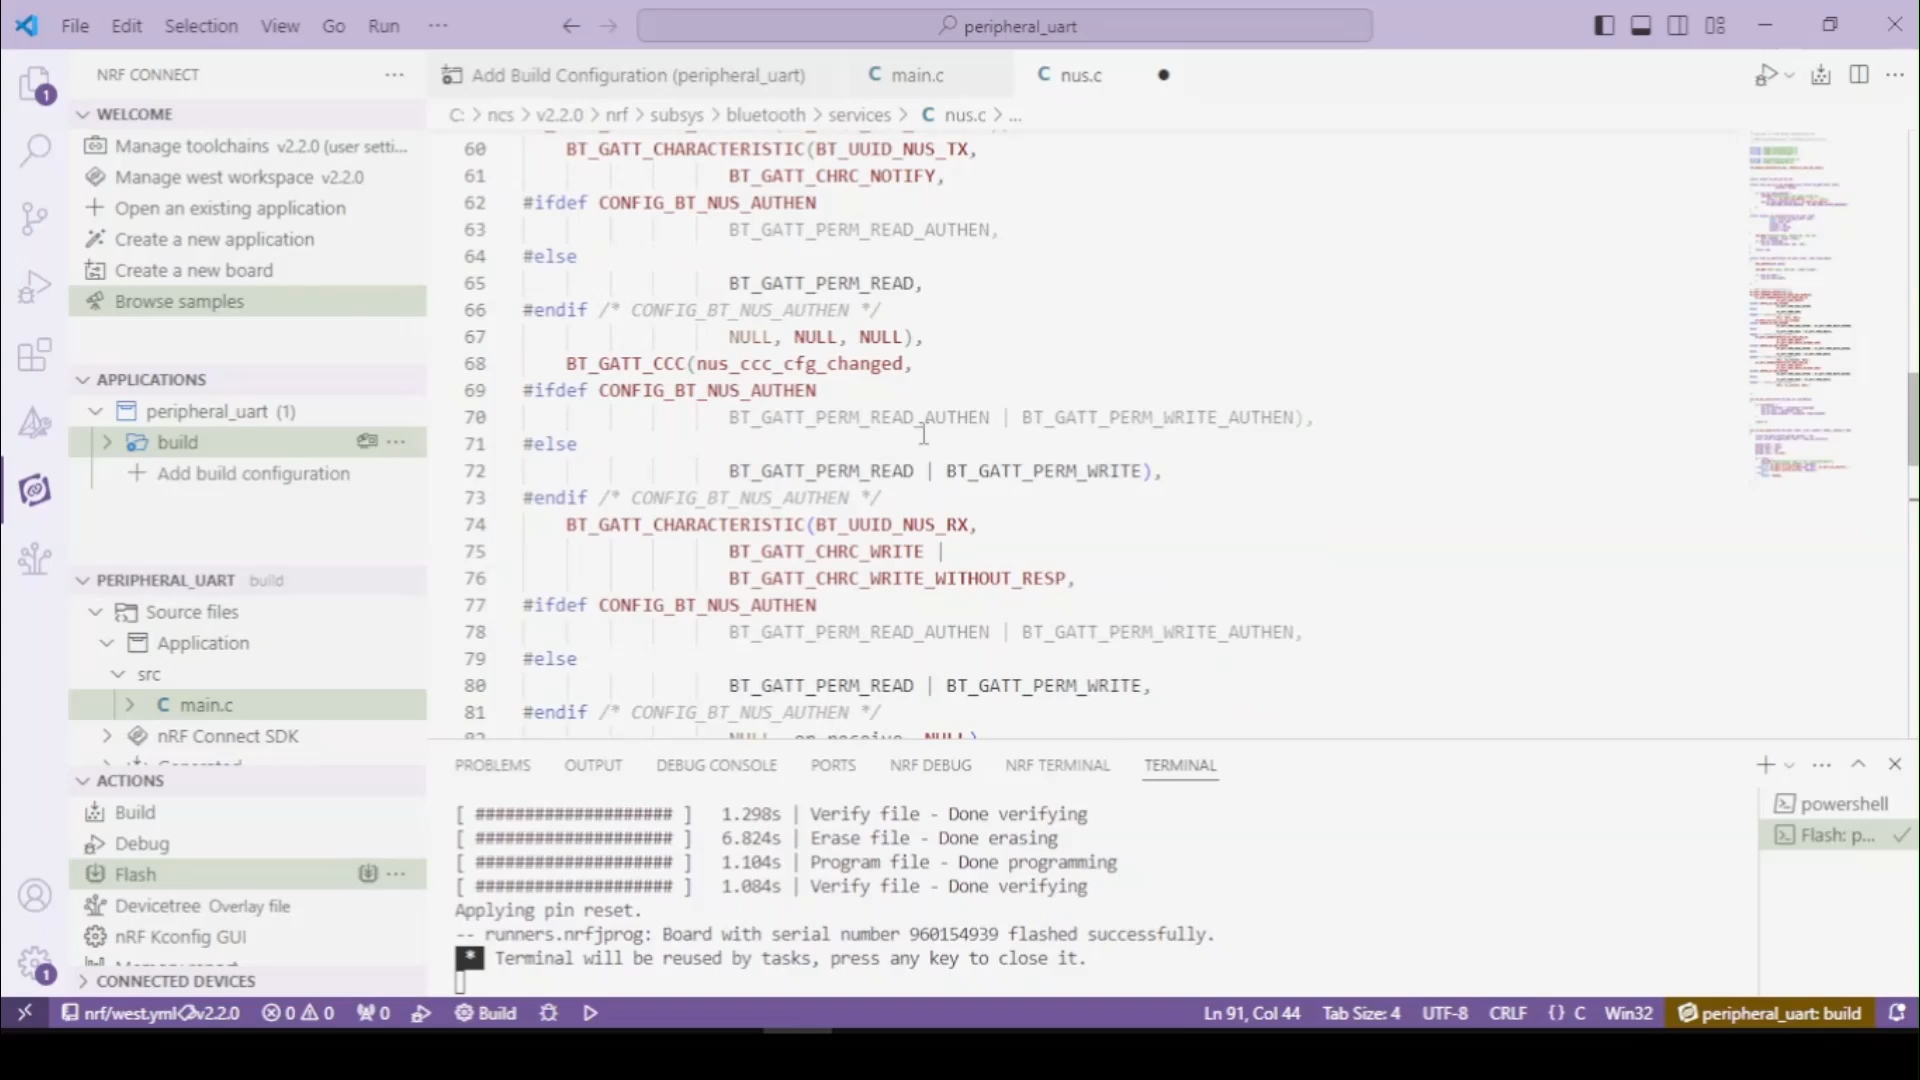 File Edit Selection View Go Run ···
peripheral_uart
NRF CONNECT ···
WELCOME
Manage toolchains v2.2.0 (user setti...
Manage west workspace v2.2.0
Open an existing application
Create a new application
Create a new board
Browse samples
APPLICATIONS
peripheral_uart (1)
build
Add build configuration
PERIPHERAL_UART build
Source files
Application
src
C main.c
nRF Connect SDK
ACTIONS
Build
Debug
Flash
Devicetree Overlay file
nRF Kconfig GUI
CONNECTED DEVICES
1
1
Add Build Configuration (peripheral_uart)
C main.c
C nus.c
C: > ncs > v2.2.0 > nrf > subsys > bluetooth > services > C nus.c > ...
60 BT_GATT_CHARACTERISTIC(BT_UUID_NUS_TX,
61 BT_GATT_CHRC_NOTIFY,
62 #ifdef CONFIG_BT_NUS_AUTHEN
63 BT_GATT_PERM_READ_AUTHEN,
64 #else
65 BT_GATT_PERM_READ,
66 #endif /* CONFIG_BT_NUS_AUTHEN */
67 NULL, NULL, NULL),
68 BT_GATT_CCC(nus_ccc_cfg_changed,
69 #ifdef CONFIG_BT_NUS_AUTHEN
70 BT_GATT_PERM_READ_AUTHEN | BT_GATT_PERM_WRITE_AUTHEN),
71 #else
72 BT_GATT_PERM_READ | BT_GATT_PERM_WRITE),
73 #endif /* CONFIG_BT_NUS_AUTHEN */
74 BT_GATT_CHARACTERISTIC(BT_UUID_NUS_RX,
75 BT_GATT_CHRC_WRITE |
76 BT_GATT_CHRC_WRITE_WITHOUT_RESP,
77 #ifdef CONFIG_BT_NUS_AUTHEN
78 BT_GATT_PERM_READ_AUTHEN | BT_GATT_PERM_WRITE_AUTHEN,
79 #else
80 BT_GATT_PERM_READ | BT_GATT_PERM_WRITE,
81 #endif /* CONFIG_BT_NUS_AUTHEN */
PROBLEMS OUTPUT DEBUG CONSOLE PORTS NRF DEBUG NRF TERMINAL TERMINAL
[ #################### ] 1.298s | Verify file - Done verifying
[ #################### ] 6.824s | Erase file - Done erasing
[ #################### ] 1.104s | Program file - Done programming
[ #################### ] 1.084s | Verify file - Done verifying
Applying pin reset.
-- runners.nrfjprog: Board with serial number 960154939 flashed successfully.
* Terminal will be reused by tasks, press any key to close it.
powershell
Flash: p...
nrf/west.yml v2.2.0 0 0 0 Build Ln 91, Col 44 Tab Size: 4 UTF-8 CRLF {} C Win32 peripheral_uart: build